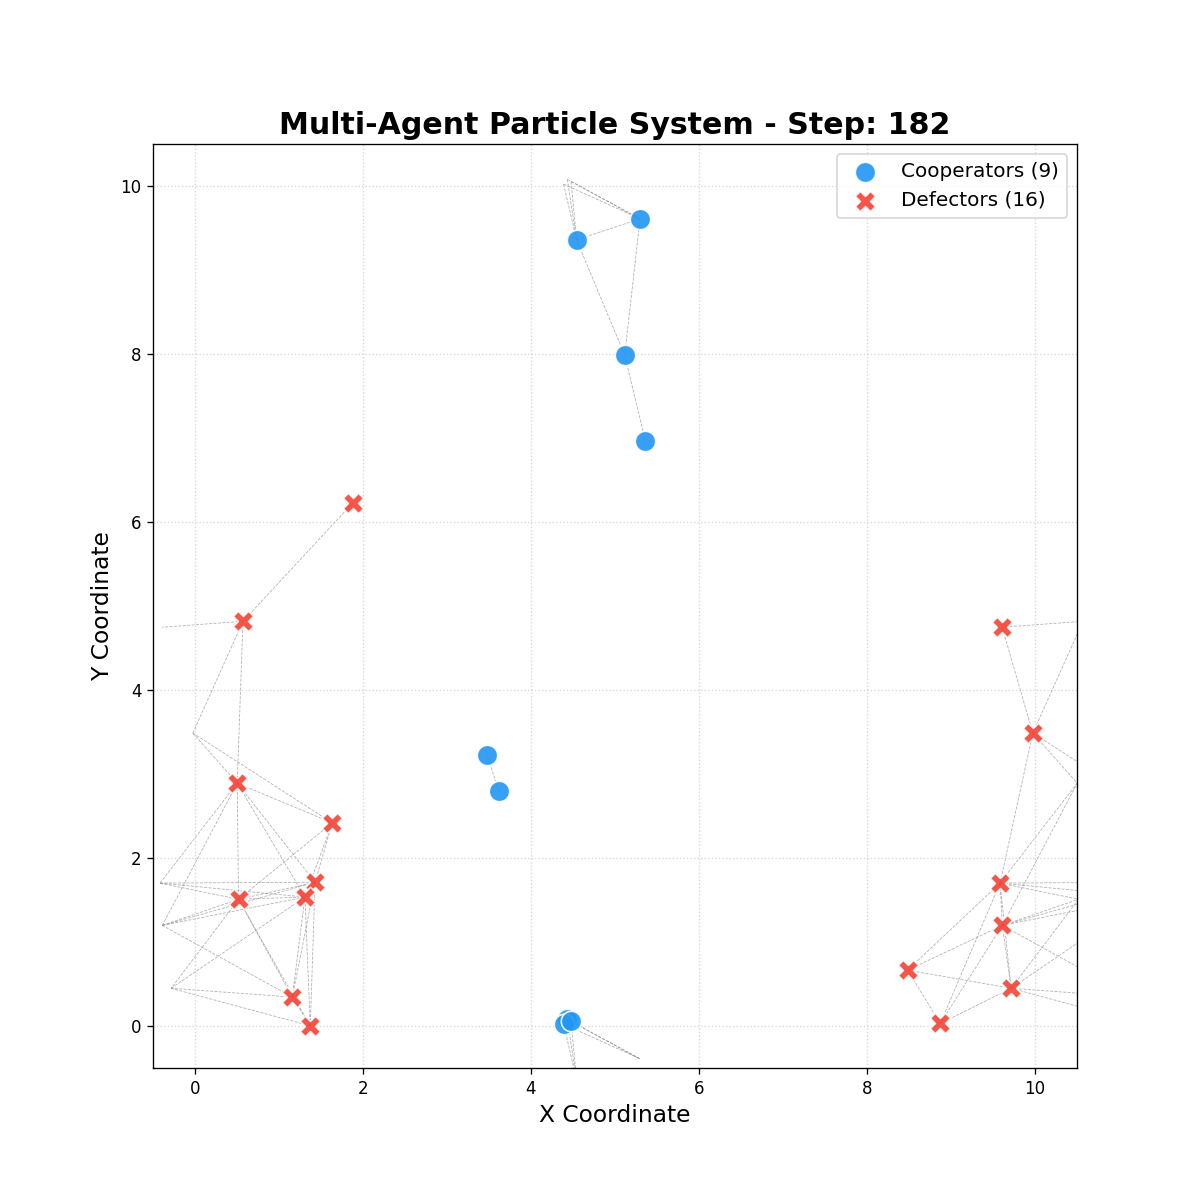 Multi-Agent Particle System - Step: 182
Cooperators (9)
Defectors (16)
10
8
6
4
2
0
Y Coordinate
0 2 4 6 8 10
X Coordinate